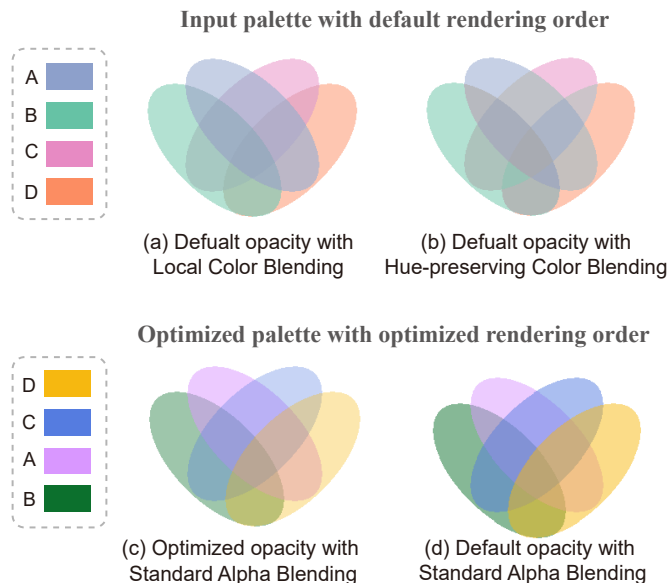 Input palette with default rendering order
A
B
C
D
(a) Defualt opacity with
Local Color Blending
(b) Defualt opacity with
Hue-preserving Color Blending
Optimized palette with optimized rendering order
D
C
A
B
(c) Optimized opacity with
Standard Alpha Blending
(d) Default opacity with
Standard Alpha Blending